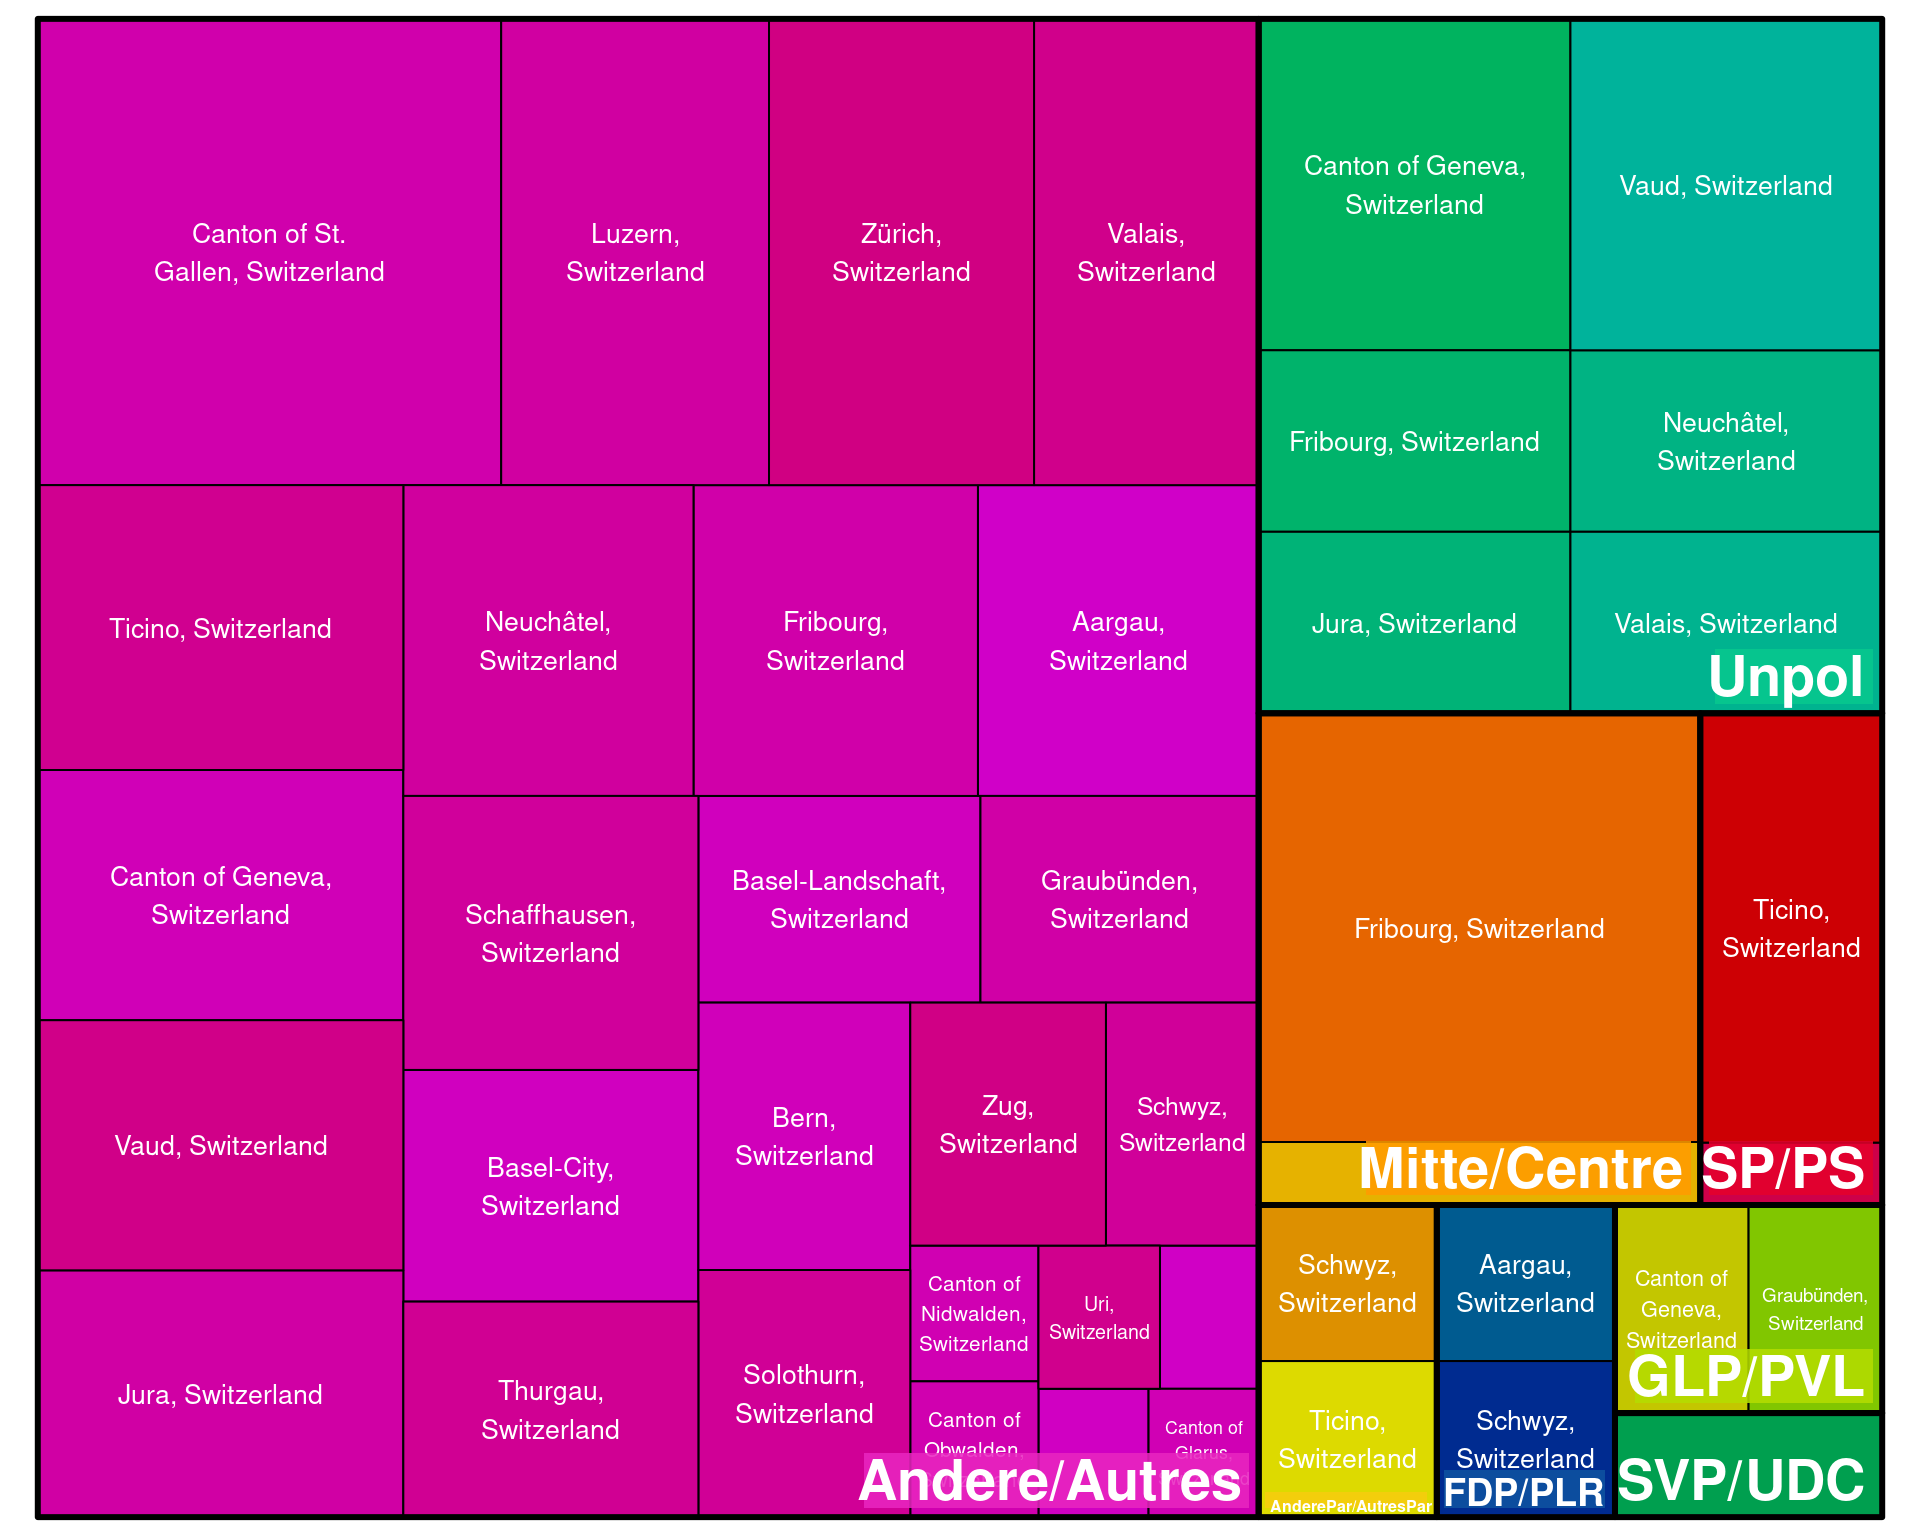 Canton of St.
Gallen, Switzerland
Luzern,
Switzerland
Zürich,
Switzerland
Valais,
Switzerland
Ticino, Switzerland
Neuchâtel,
Switzerland
Fribourg,
Switzerland
Aargau,
Switzerland
Canton of Geneva,
Switzerland
Schaffhausen,
Switzerland
Basel-Landschaft,
Switzerland
Graubünden,
Switzerland
Vaud, Switzerland
Basel-City,
Switzerland
Bern,
Switzerland
Zug,
Switzerland
Schwyz,
Switzerland
Jura, Switzerland
Thurgau,
Switzerland
Solothurn,
Switzerland
Canton of
Nidwalden,
Switzerland
Uri,
Switzerland
Canton of
Obwalden,
Canton of
Glarus,
Andere/Autres
Canton of Geneva,
Switzerland
Vaud, Switzerland
Fribourg, Switzerland
Neuchâtel,
Switzerland
Jura, Switzerland
Valais, Switzerland
Unpol
Fribourg, Switzerland
Mitte/Centre
Ticino,
Switzerland
SP/PS
Schwyz,
Switzerland
Ticino,
Switzerland
AnderePar/AutresPar
Aargau,
Switzerland
Schwyz,
Switzerland
FDP/PLR
Canton of
Geneva,
Switzerland
Graubünden,
Switzerland
GLP/PVL
SVP/UDC